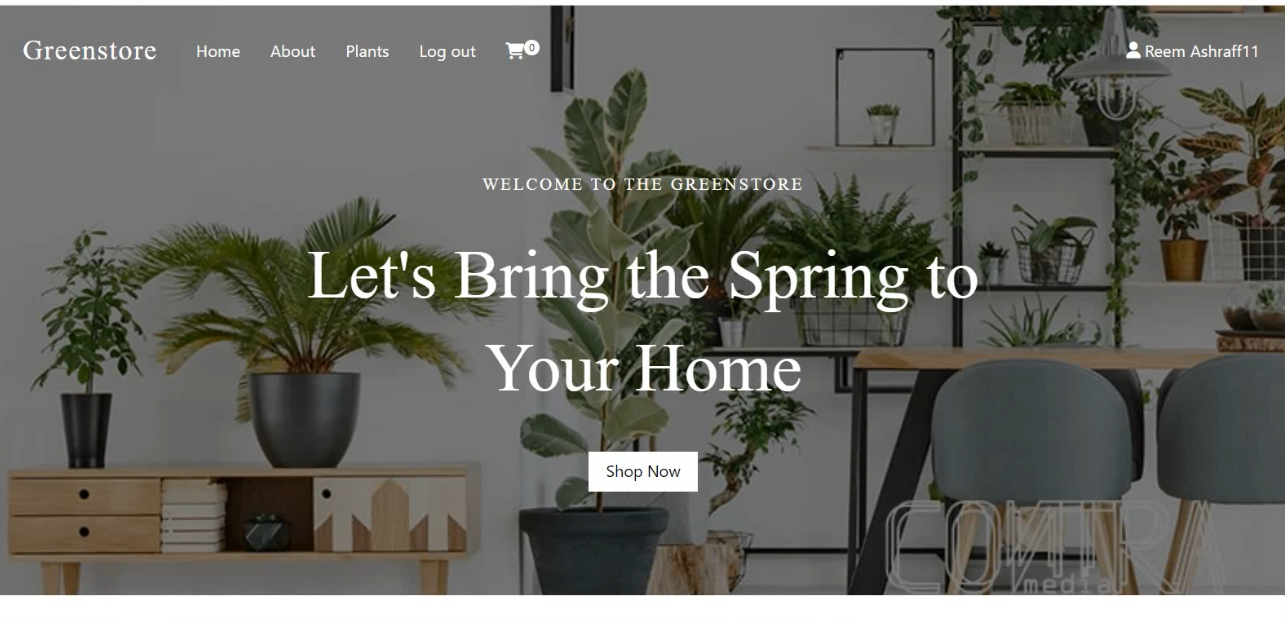 Greenstore Home About Plants Log out 0 Reem Ashraff11
WELCOME TO THE GREENSTORE
Let's Bring the Spring to
Your Home
Shop Now
COMTRA
media